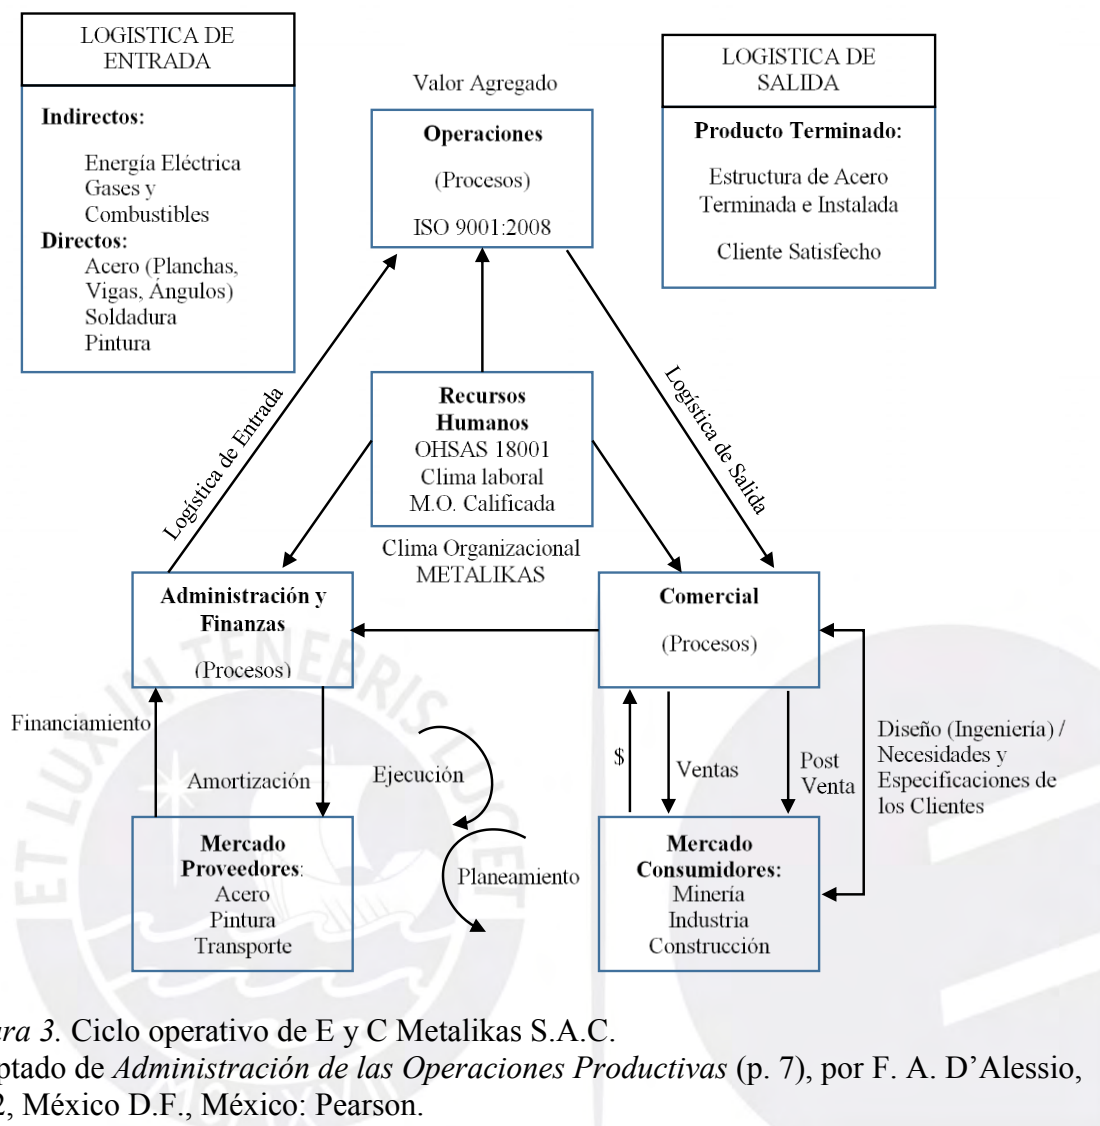 LOGISTICA DE
ENTRADA
Indirectos:
Energía Eléctrica
Gases y
Combustibles
Directos:
Acero (Planchas,
Vigas, Ángulos)
Soldadura
Pintura
Valor Agregado
Operaciones
(Procesos)
ISO 9001:2008
LOGISTICA DE
SALIDA
Producto Terminado:
Estructura de Acero
Terminada e Instalada
Cliente Satisfecho
Logística de Entrada
Recursos
Humanos
OHSAS 18001
Clima laboral
M.O. Calificada
Logística de Salida
Clima Organizacional
METALIKAS
Administración y
Finanzas
(Procesos)
Comercial
(Procesos)
Financiamiento
Amortización
Ejecución
Planeamiento
$
Ventas
Post
Venta
Diseño (Ingeniería) /
Necesidades y
Especificaciones de
los Clientes
Mercado
Proveedores:
Acero
Pintura
Transporte
Mercado
Consumidores:
Minería
Industria
Construcción
ET LUX IN TENEBRIS LUCET
ra 3. Ciclo operativo de E y C Metalikas S.A.C.
ptado de Administración de las Operaciones Productivas (p. 7), por F. A. D’Alessio,
2, México D.F., México: Pearson.